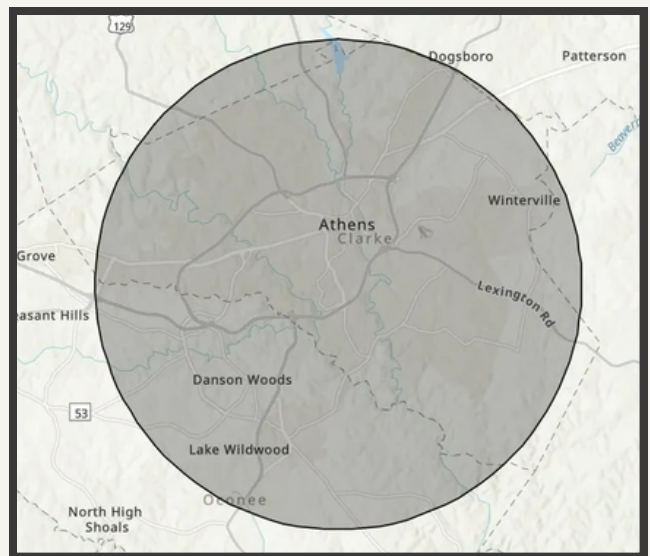 129
Dogsboro
Patterson
Winterville
Athens
Clarke
Grove
Lexington Rd
easant Hills
Danson Woods
53
Lake Wildwood
Oconee
North High
Shoals